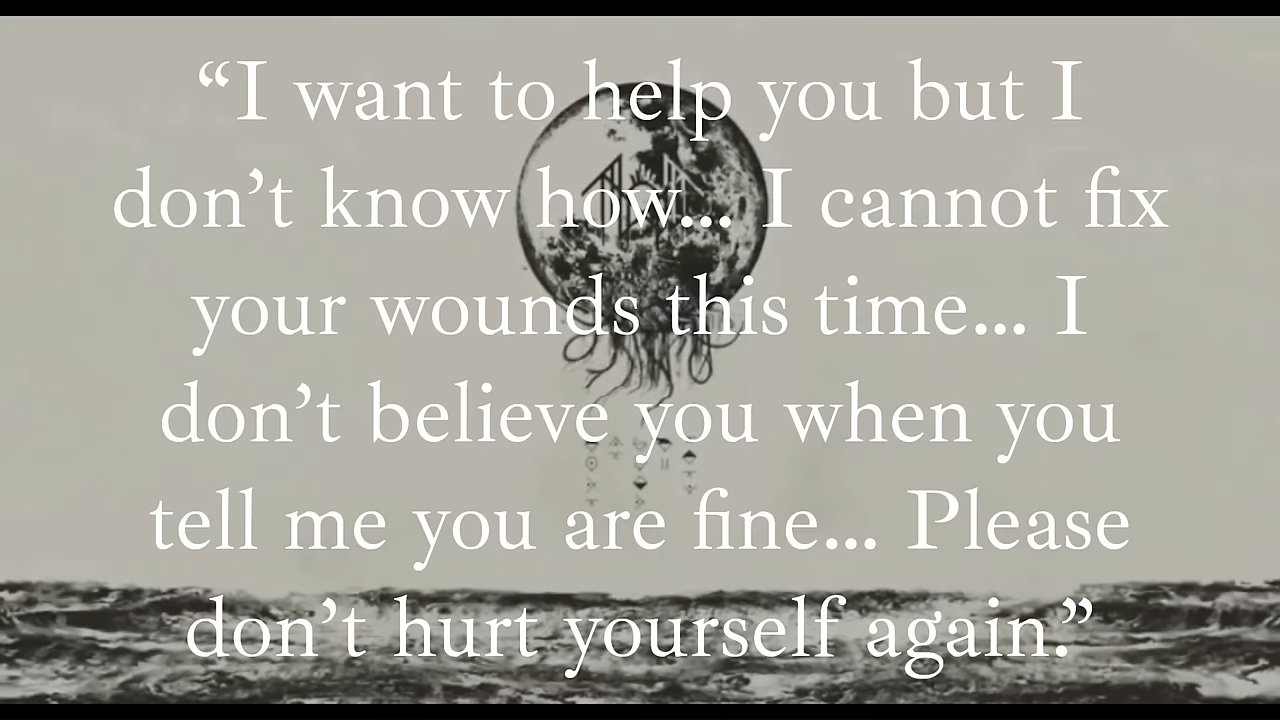 “I want to help you but I
don’t know how... I cannot fix
your wounds this time... I
don’t believe you when you
tell me you are fine... Please
don’t hurt yourself again.”